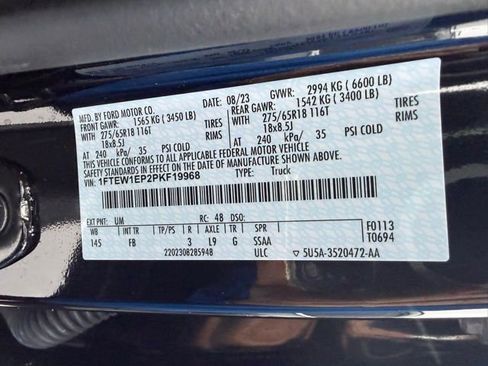 MFD. BY FORD MOTOR CO.
DATE: 08/23 GVWR: 2994 KG ( 6600 LB)
FRONT GAWR: 1565 KG ( 3450 LB)
REAR GAWR: 1542 KG ( 3400 LB)
275/65R18 116T TIRES
275/65R18 116T TIRES
18x8.5J RIMS
18x8.5J RIMS
AT 240 kPa/ 35 PSI COLD
AT 240 kPa/ 35 PSI COLD
THIS VEHICLE CONFORMS TO ALL APPLICABLE FEDERAL MOTOR VEHICLE SAFETY
STANDARDS IN EFFECT ON THE DATE OF MANUFACTURE SHOWN ABOVE.
VIN: 1FTEW1EP2PKF19968 TYPE: Truck
EXT PNT: UM RC: 48 DSO:
WB INT TR TP/PS R AXLE TR SPR
145 FB 3 L9 G SSAA
F0113
T0694
2202308285948 ULC 5U5A-3520472-AA